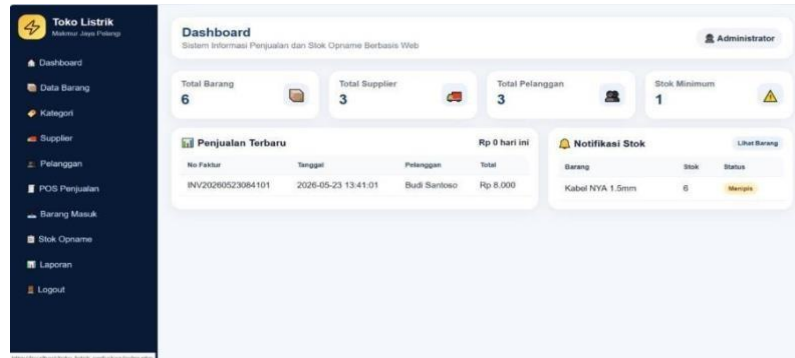 Toko Listrik
Makmur Jaya Pelangi
Dashboard
Data Barang
Kategori
Supplier
Pelanggan
POS Penjualan
Barang Masuk
Stok Opname
Laporan
Logout
Dashboard
Sistem Informasi Penjualan dan Stok Opname Berbasis Web
Administrator
Total Barang
6
Total Supplier
3
Total Pelanggan
3
Stok Minimum
1
Penjualan Terbaru Rp 0 hari ini
No Faktur Tanggal Pelanggan Total
INV20260523084101 2026-05-23 13:41:01 Budi Santoso Rp 8.000
Notifikasi Stok Lihat Barang
Barang Stok Status
Kabel NYA 1.5mm 6 Menipis